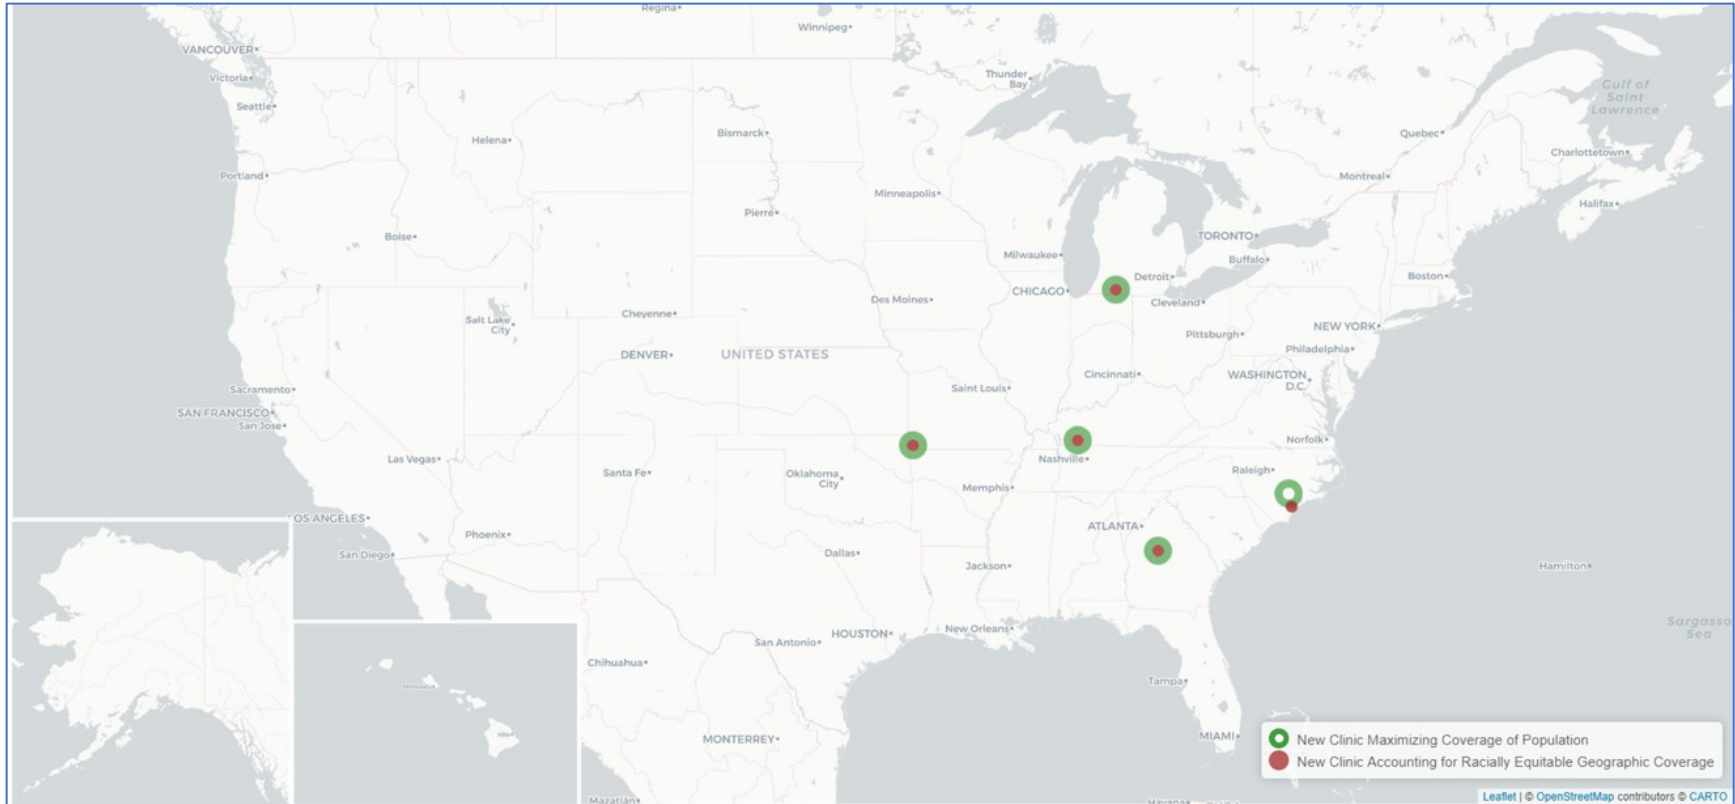 Regina
Winnipeg
VANCOUVER
Victoria
Thunder
Bay
Gulf of
Saint
Lawrence
Seattle
Helena
Bismarck
Quebec
Charlottetown
Portland
Montreal
Minneapolis
Halifax
Pierre
Boise
TORONTO
Milwaukee
Buffalo
Detroit
Boston
CHICAGO
Des Moines
Cleveland
Salt Lake
City
Cheyenne
NEW YORK
Pittsburgh
Philadelphia
DENVER
UNITED STATES
Cincinnati
WASHINGTON
D.C.
Sacramento
Saint Louis
SAN FRANCISCO
San Jose
Norfolk
Las Vegas
Nashville
Santa Fe
Oklahoma
City
Raleigh
Memphis
OS ANGELES
ATLANTA
Phoenix
San Diego
Dallas
Jackson
Hamilton
Sargasso
Sea
New Orleans
HOUSTON
San Antonio
Chihuahua
Tampa
Honolulu
Hilo
MONTERREY
MIAMI
New Clinic Maximizing Coverage of Population
New Clinic Accounting for Racially Equitable Geographic Coverage
Mazatlan
Havana
Leaflet | © OpenStreetMap contributors © CARTO